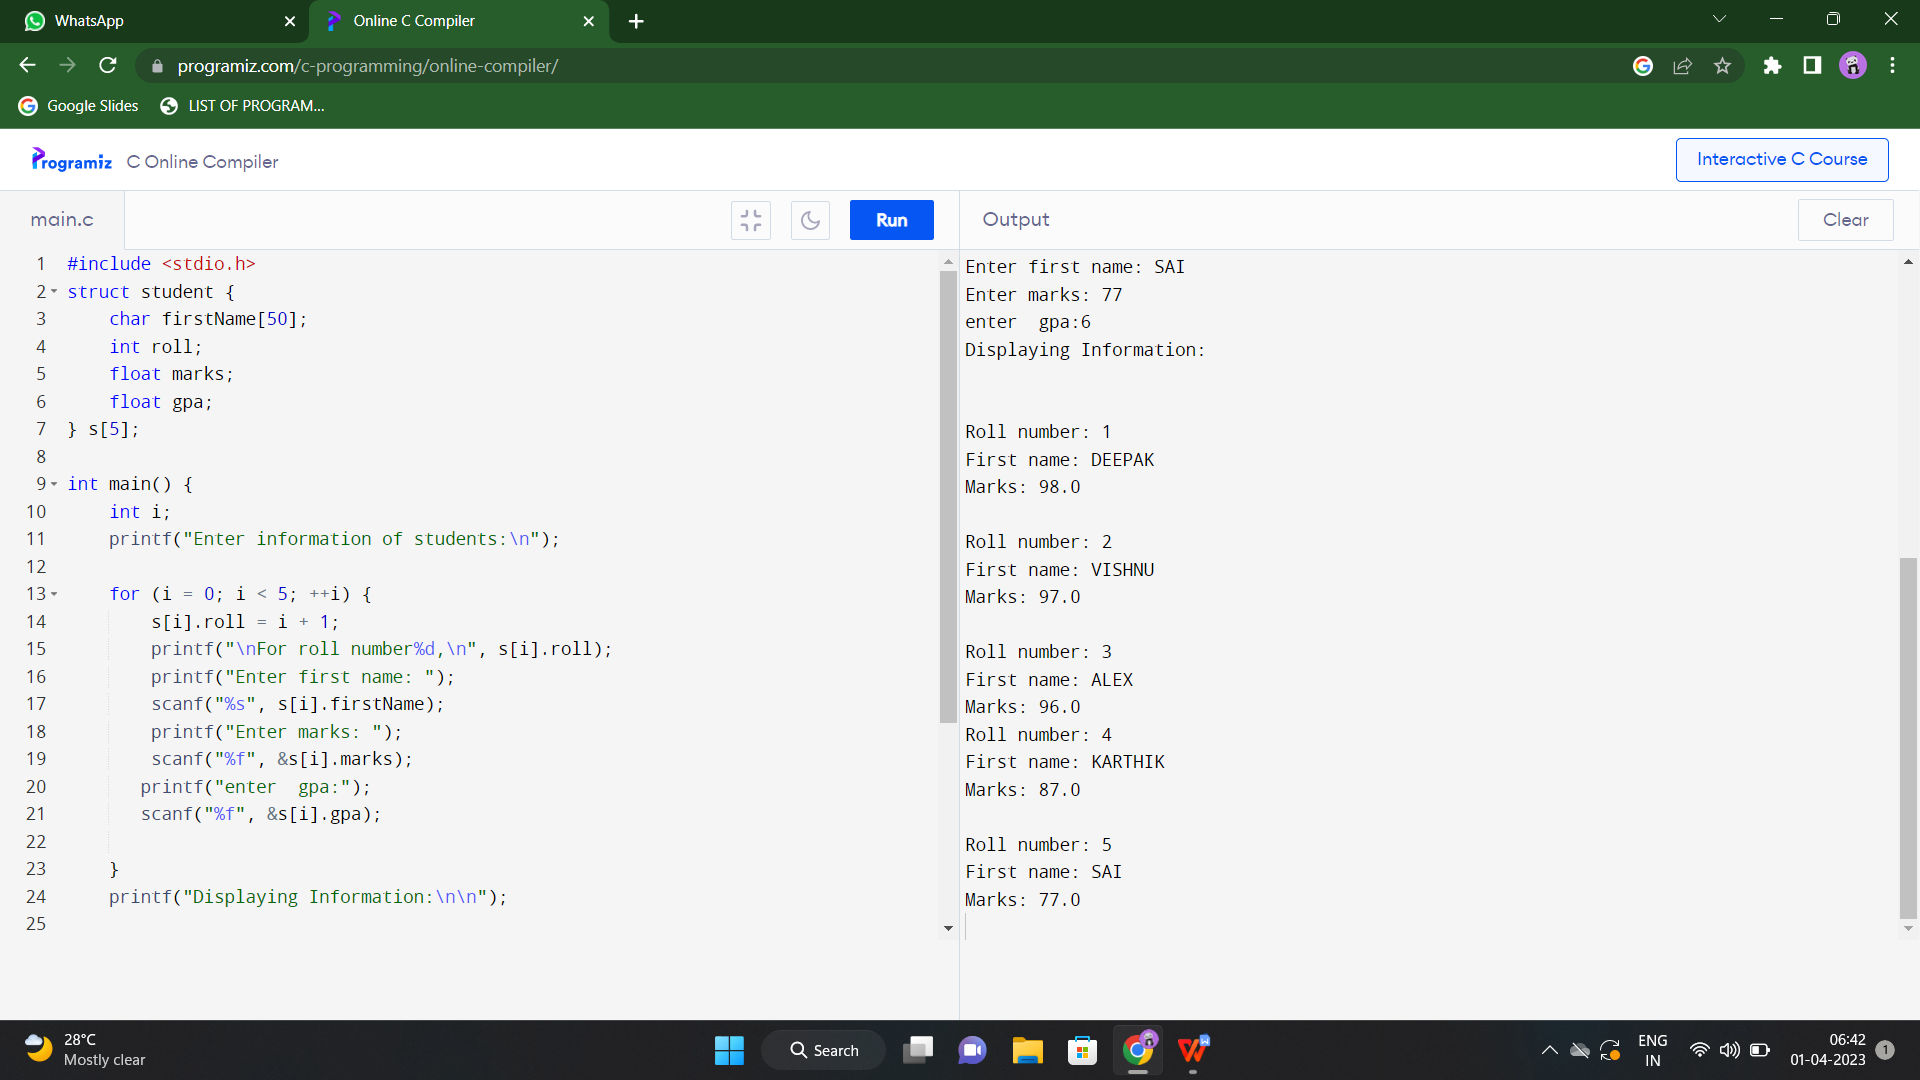 WhatsApp
Online C Compiler
programiz.com/c-programming/online-compiler/
Google Slides
LIST OF PROGRAM...
Programiz
C Online Compiler
Interactive C Course
main.c
Run
Output
Clear
1 #include <stdio.h>
2 struct student {
3     char firstName[50];
4     int roll;
5     float marks;
6     float gpa;
7 } s[5];
8
9 int main() {
10     int i;
11     printf("Enter information of students:\n");
12
13     for (i = 0; i < 5; ++i) {
14         s[i].roll = i + 1;
15         printf("\nFor roll number%d,\n", s[i].roll);
16         printf("Enter first name: ");
17         scanf("%s", s[i].firstName);
18         printf("Enter marks: ");
19         scanf("%f", &s[i].marks);
20        printf("enter  gpa:");
21        scanf("%f", &s[i].gpa);
22
23     }
24     printf("Displaying Information:\n\n");
25
Enter first name: SAI
Enter marks: 77
enter  gpa:6
Displaying Information:
Roll number: 1
First name: DEEPAK
Marks: 98.0
Roll number: 2
First name: VISHNU
Marks: 97.0
Roll number: 3
First name: ALEX
Marks: 96.0
Roll number: 4
First name: KARTHIK
Marks: 87.0
Roll number: 5
First name: SAI
Marks: 77.0
28°C
Mostly clear
Search
ENG
IN
06:42
01-04-2023
1